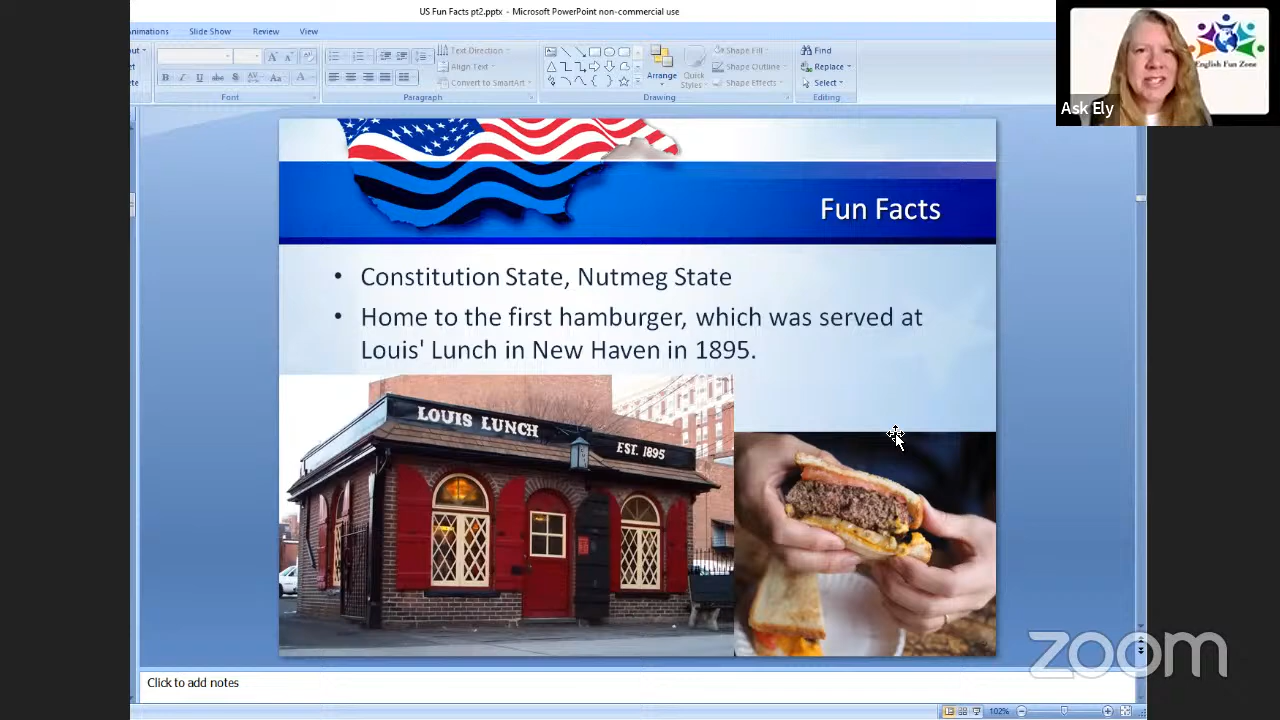 US Fun Facts pt2.pptx - Microsoft PowerPoint non-commercial use
nimations Slide Show Review View
Text Direction
Align Text
Convert to SmartArt
Arrange
Quick Styles
Shape Fill
Shape Outline
Shape Effects
Find
Replace
Select
Font Paragraph Drawing Editing
English Fun Zone
Ask Ely
Fun Facts
• Constitution State, Nutmeg State
• Home to the first hamburger, which was served at
Louis' Lunch in New Haven in 1895.
LOUIS LUNCH
EST. 1895
zoom
Click to add notes
102%